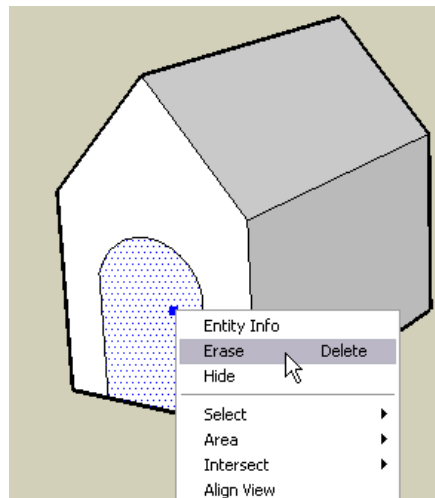 Entity Info
Erase Delete
Hide
Select
Area
Intersect
Align View